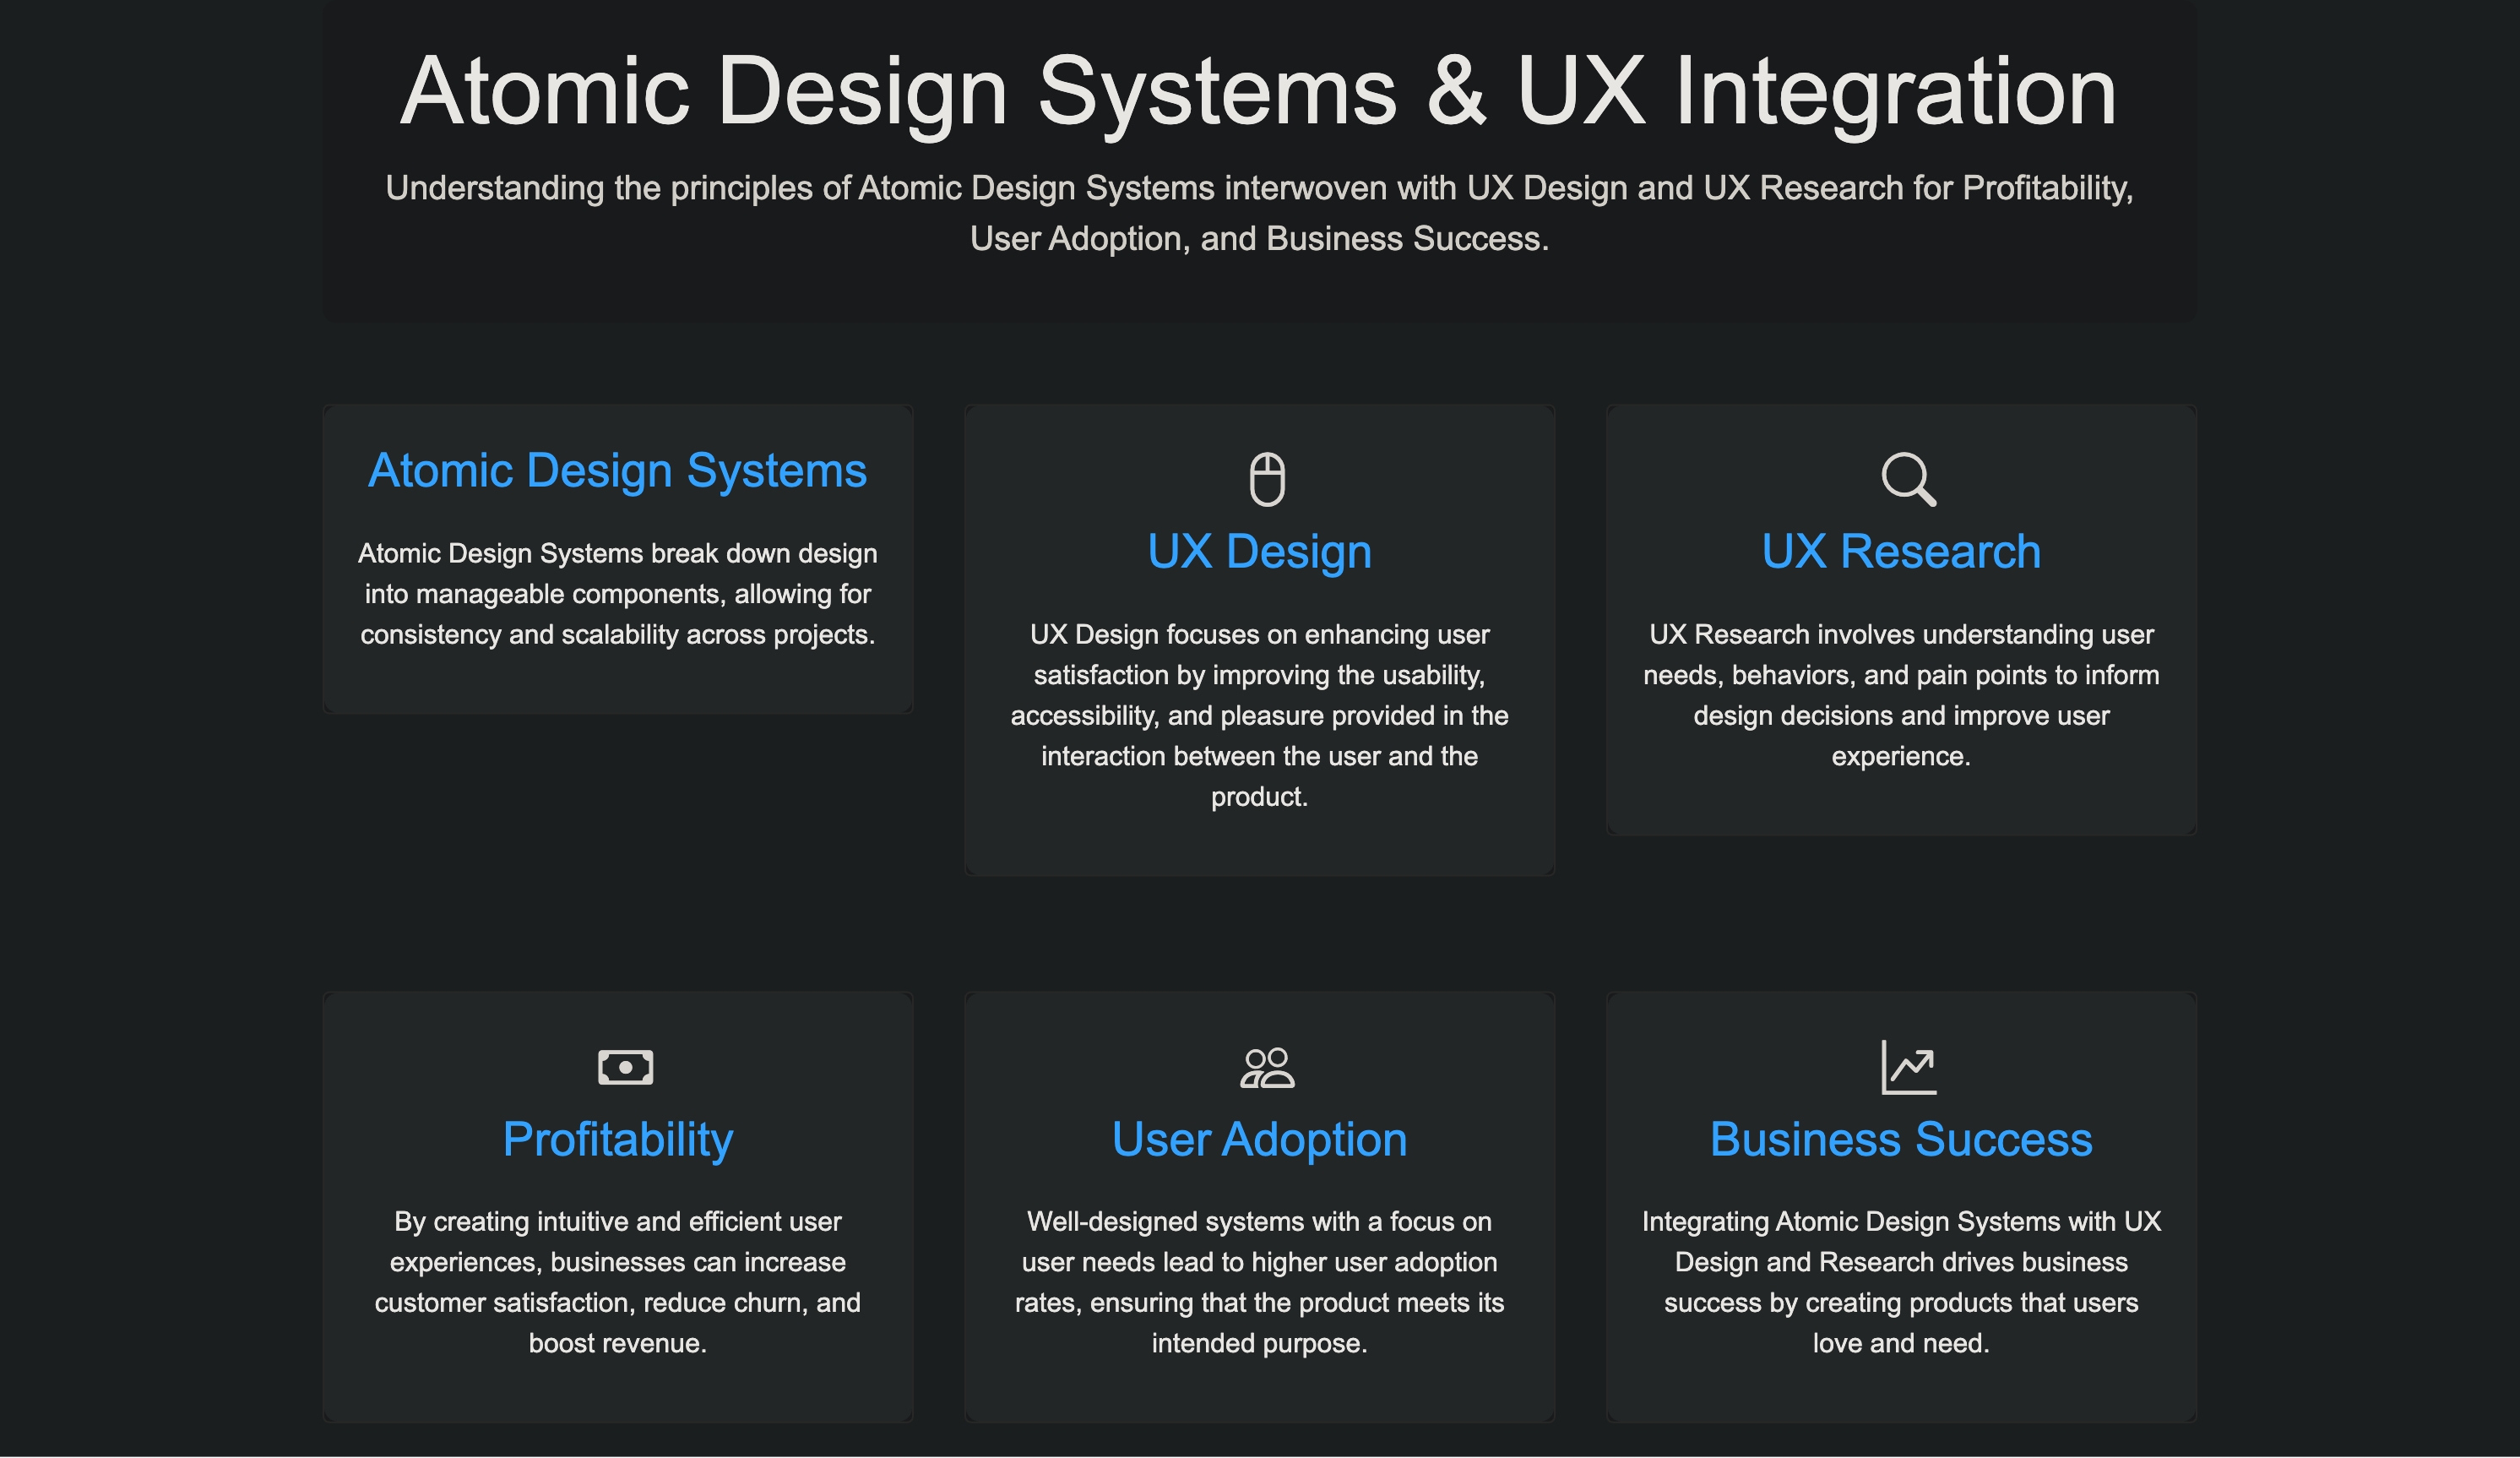 Atomic Design Systems & UX Integration
Understanding the principles of Atomic Design Systems interwoven with UX Design and UX Research for Profitability,
User Adoption, and Business Success.
Atomic Design Systems
Atomic Design Systems break down design
into manageable components, allowing for
consistency and scalability across projects.
UX Design
UX Design focuses on enhancing user
satisfaction by improving the usability,
accessibility, and pleasure provided in the
interaction between the user and the
product.
UX Research
UX Research involves understanding user
needs, behaviors, and pain points to inform
design decisions and improve user
experience.
Profitability
By creating intuitive and efficient user
experiences, businesses can increase
customer satisfaction, reduce churn, and
boost revenue.
User Adoption
Well-designed systems with a focus on
user needs lead to higher user adoption
rates, ensuring that the product meets its
intended purpose.
Business Success
Integrating Atomic Design Systems with UX
Design and Research drives business
success by creating products that users
love and need.